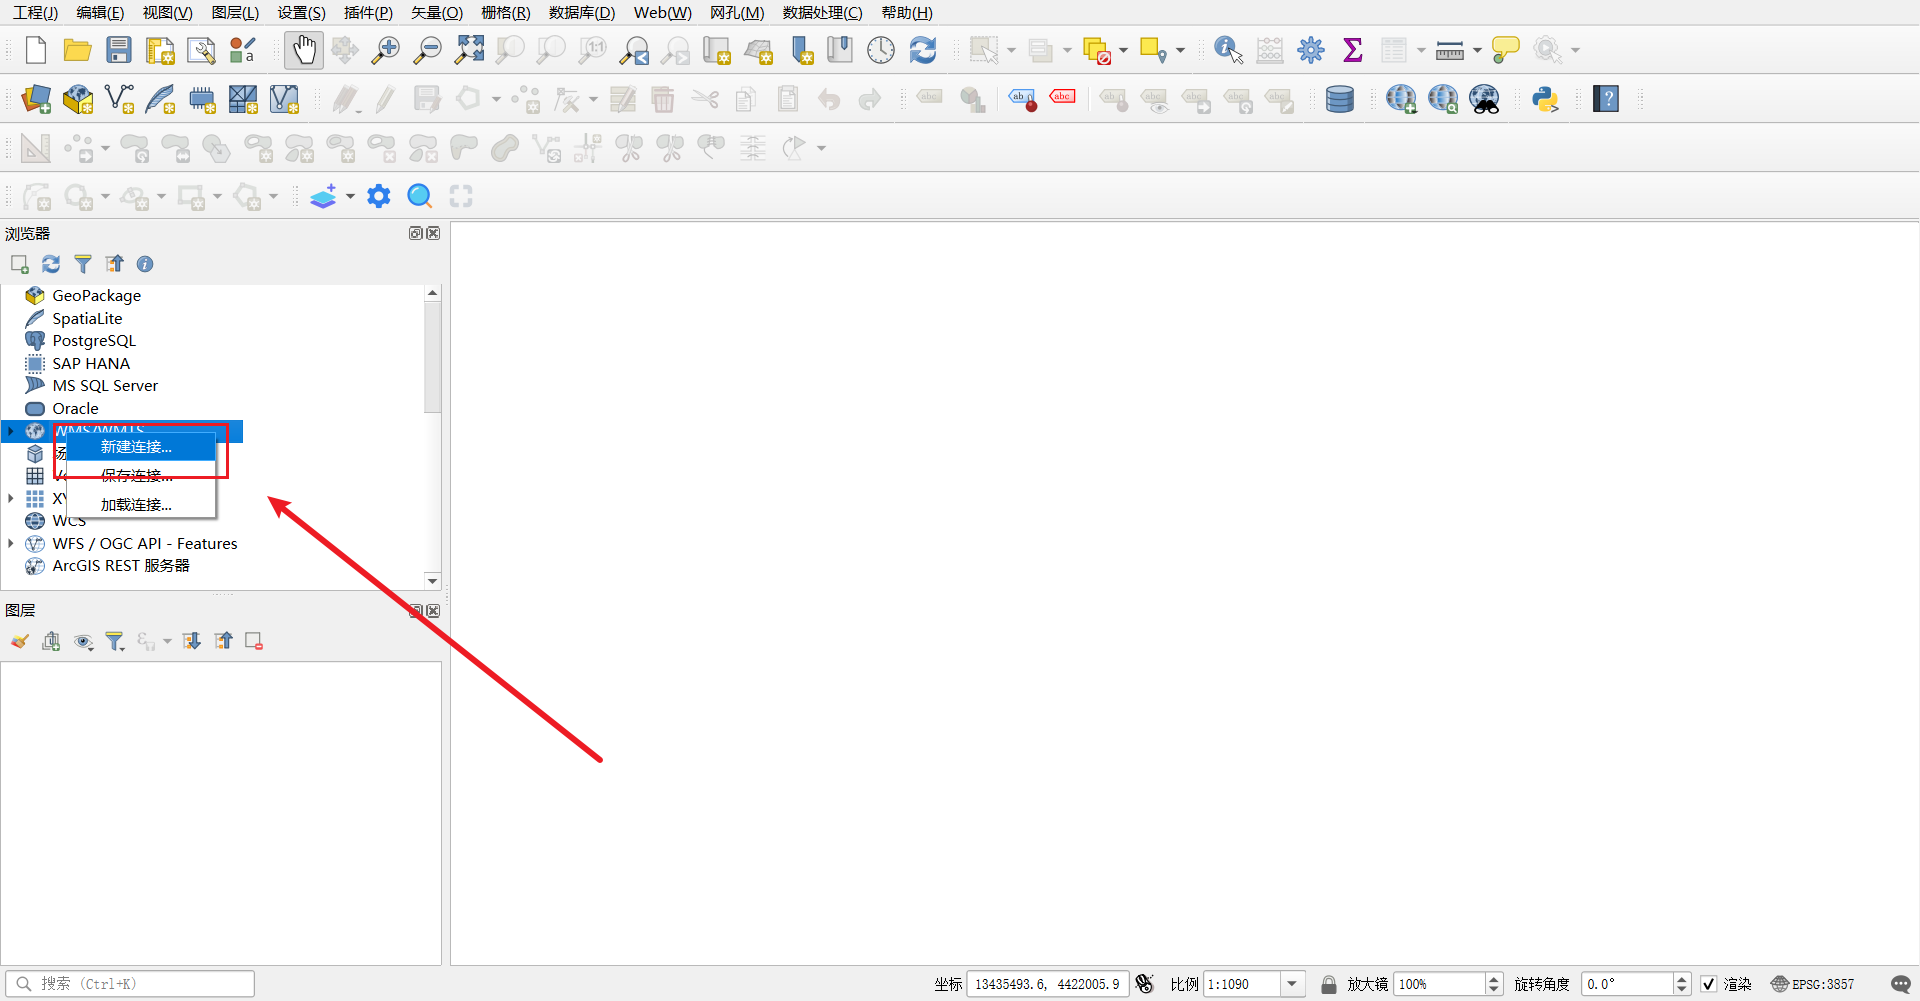 工程(J) 编辑(E) 视图(V) 图层(L) 设置(S) 插件(P) 矢量(O) 栅格(R) 数据库(D) Web(W) 网孔(M) 数据处理(C) 帮助(H)
浏览器
GeoPackage
SpatiaLite
PostgreSQL
SAP HANA
MS SQL Server
Oracle
WMS/WMTS
新建连接...
保存连接...
加载连接...
WCS
WFS / OGC API - Features
ArcGIS REST 服务器
图层
搜索 (Ctrl+K)
坐标 13435493.6, 4422005.9 比例 1:1090 放大镜 100% 旋转角度 0.0° 渲染 EPSG:3857